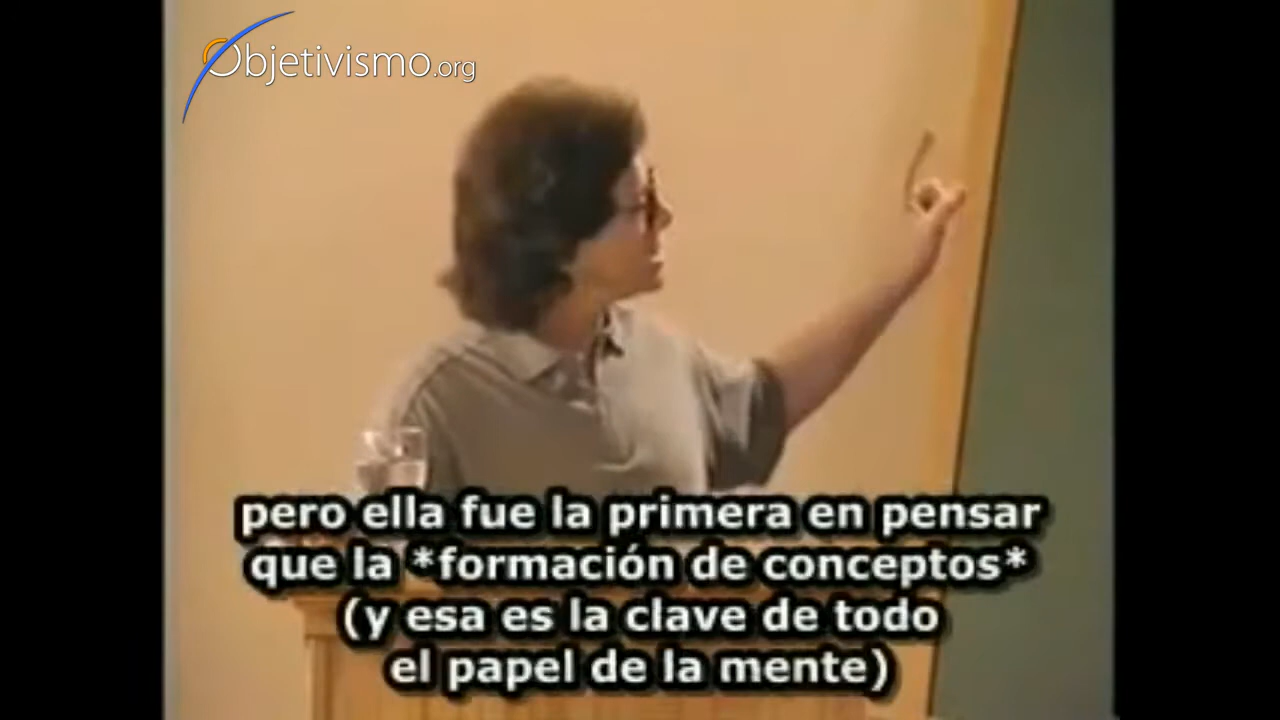 Objetivismo.org
pero ella fue la primera en pensar
que la *formación de conceptos*
(y esa es la clave de todo
el papel de la mente)